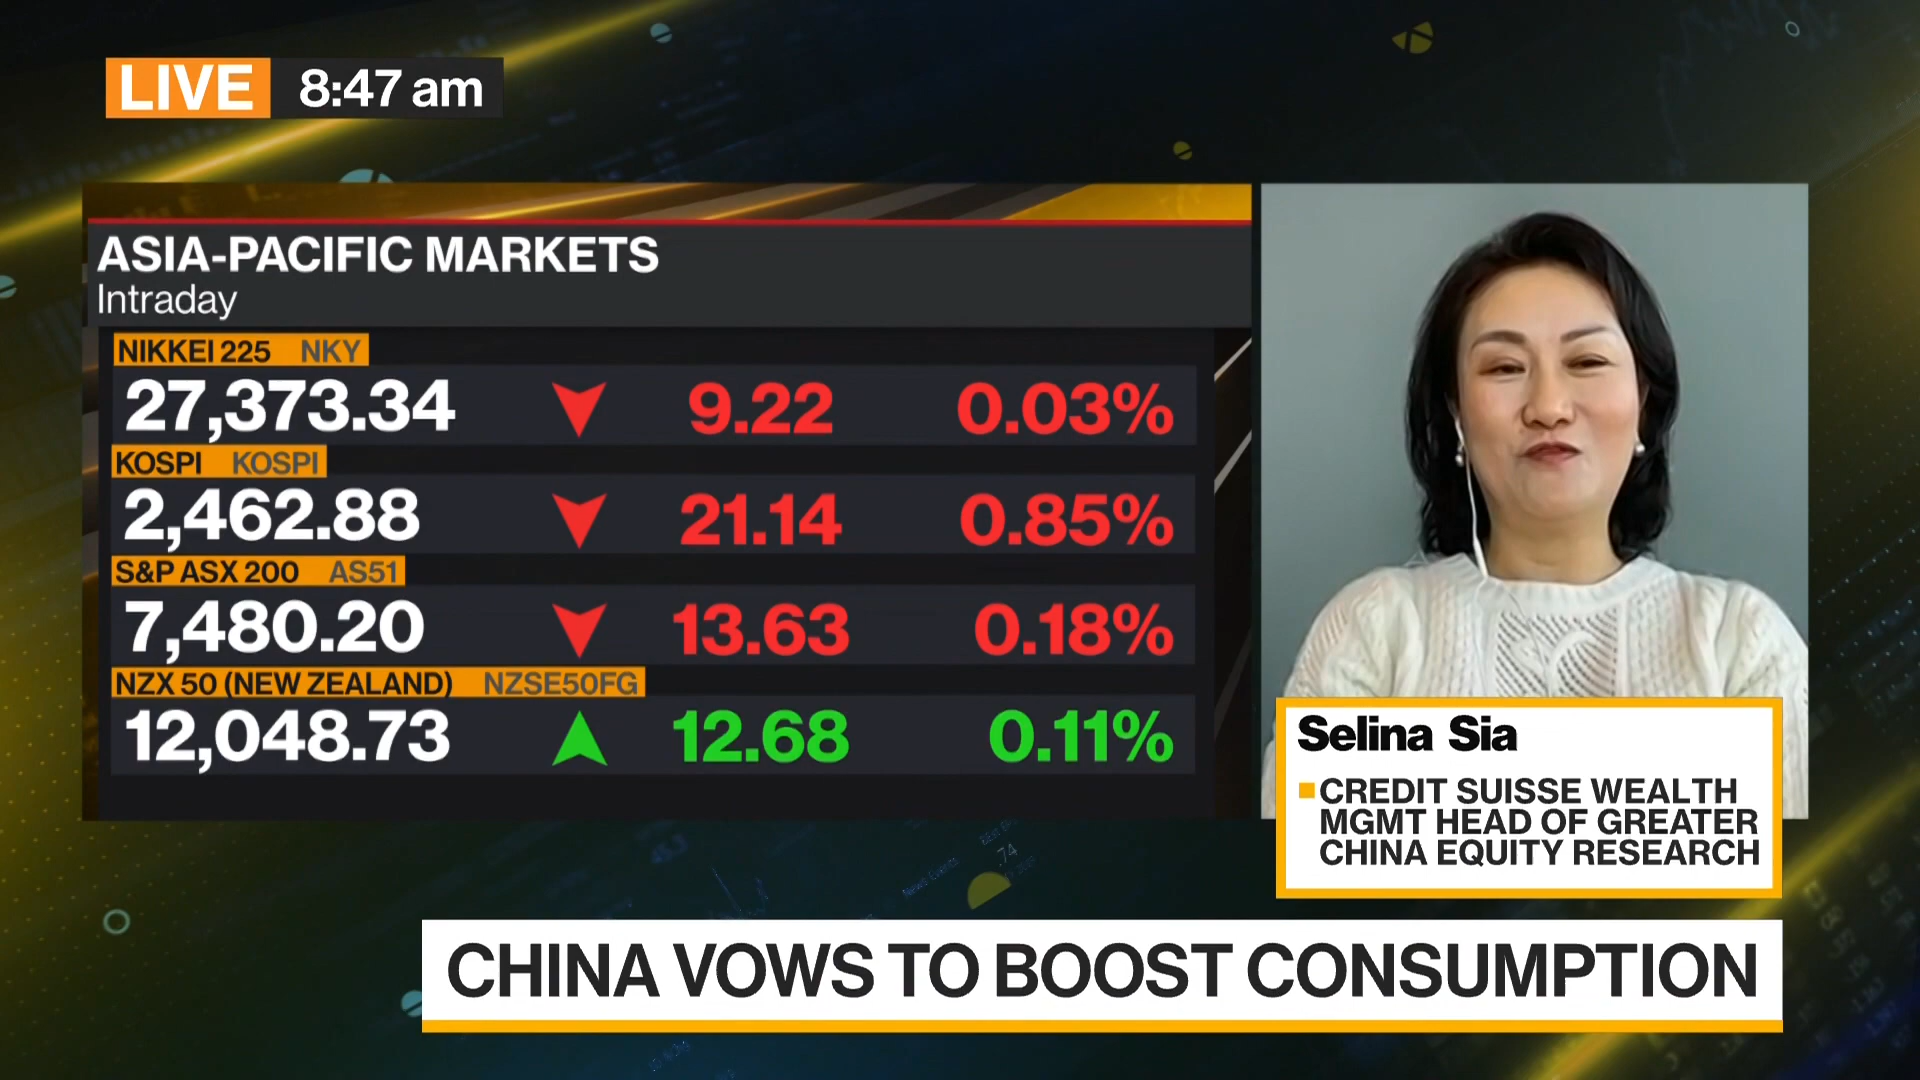 LIVE 8:47 am
ASIA-PACIFIC MARKETS
Intraday
NIKKEI 225 NKY
27,373.34 9.22 0.03%
KOSPI KOSPI
2,462.88 21.14 0.85%
S&P ASX 200 AS51
7,480.20 13.63 0.18%
NZX 50 (NEW ZEALAND) NZSE50FG
12,048.73 12.68 0.11%
Selina Sia
CREDIT SUISSE WEALTH
MGMT HEAD OF GREATER
CHINA EQUITY RESEARCH
.74
News Events
CHINA VOWS TO BOOST CONSUMPTION